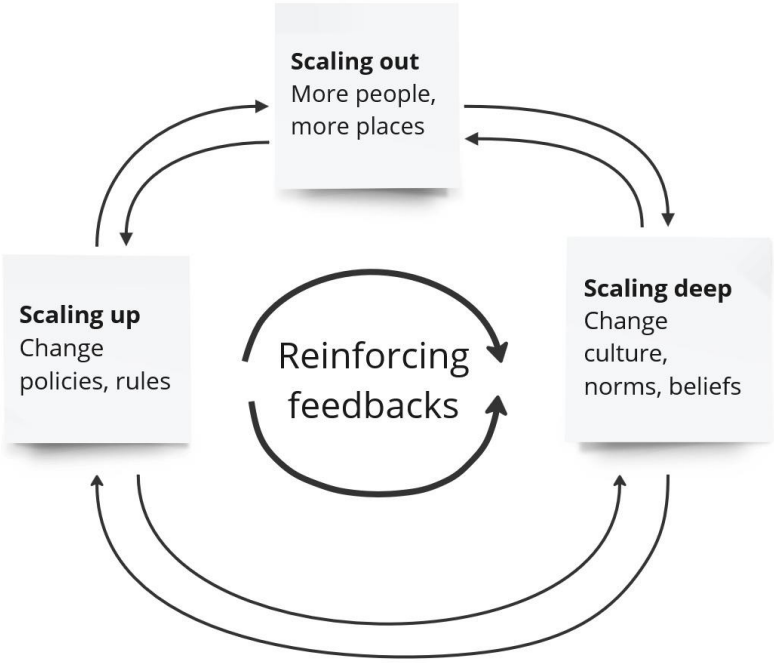 Scaling out
More people,
more places
Scaling up
Change
policies, rules
Reinforcing
feedbacks
Scaling deep
Change
culture,
norms, beliefs